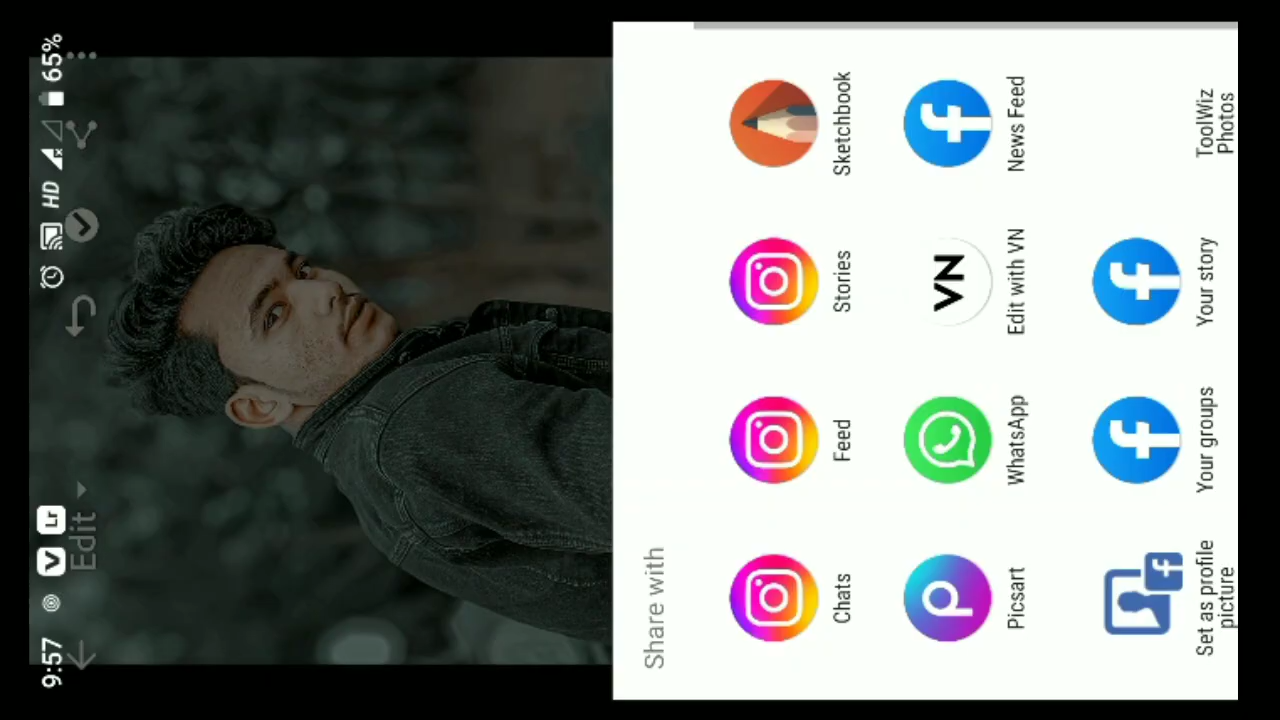 9:57
V
Lr
HD
65%
Edit
Share with
Chats
Feed
Stories
Sketchbook
Picsart
WhatsApp
VN
Edit with VN
News Feed
Set as profile
picture
Your groups
Your story
ToolWiz
Photos